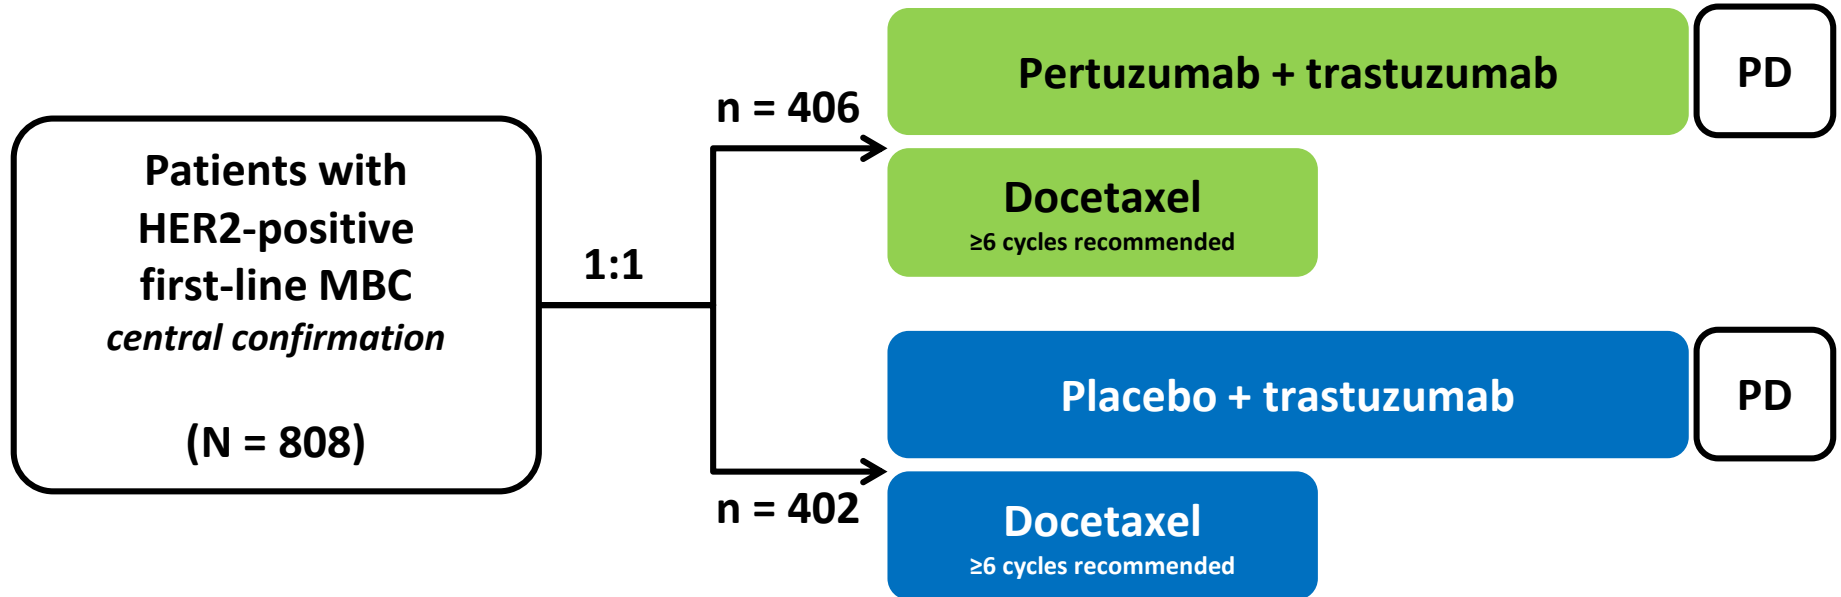 Patients with
HER2-positive
first-line MBC
central confirmation
(N = 808)
1:1
n = 406
Pertuzumab + trastuzumab
PD
Docetaxel
≥6 cycles recommended
Placebo + trastuzumab
PD
n = 402
Docetaxel
≥6 cycles recommended